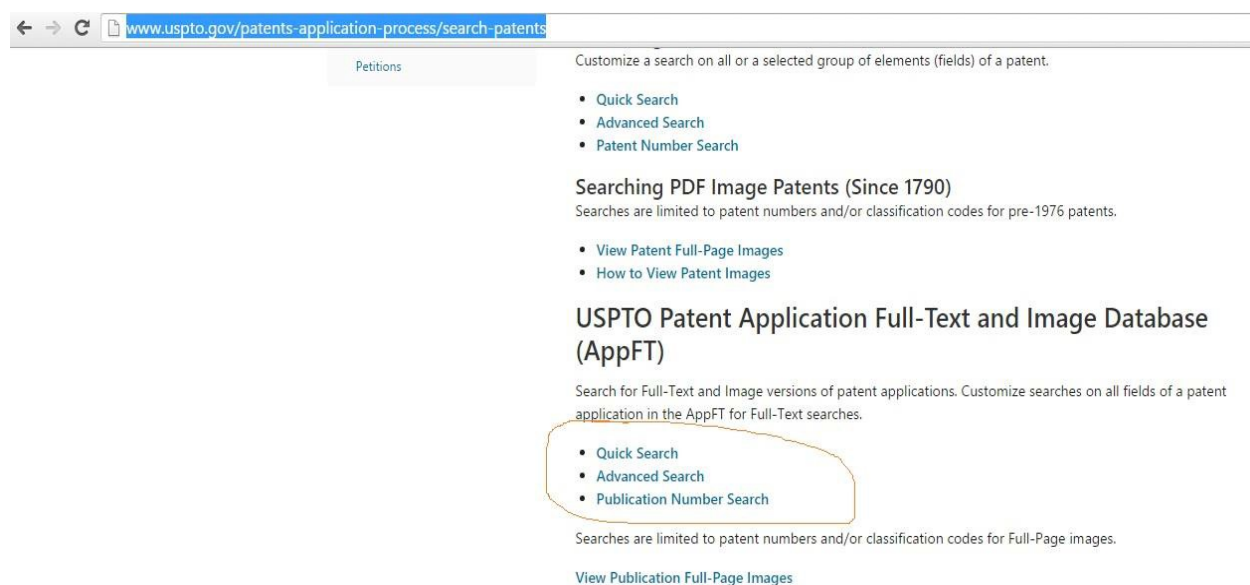 www.uspto.gov/patents-application-process/search-patents
Petitions
Customize a search on all or a selected group of elements (fields) of a patent.
• Quick Search
• Advanced Search
• Patent Number Search
Searching PDF Image Patents (Since 1790)
Searches are limited to patent numbers and/or classification codes for pre-1976 patents.
• View Patent Full-Page Images
• How to View Patent Images
USPTO Patent Application Full-Text and Image Database
(AppFT)
Search for Full-Text and Image versions of patent applications. Customize searches on all fields of a patent
application in the AppFT for Full-Text searches.
• Quick Search
• Advanced Search
• Publication Number Search
Searches are limited to patent numbers and/or classification codes for Full-Page images.
View Publication Full-Page Images